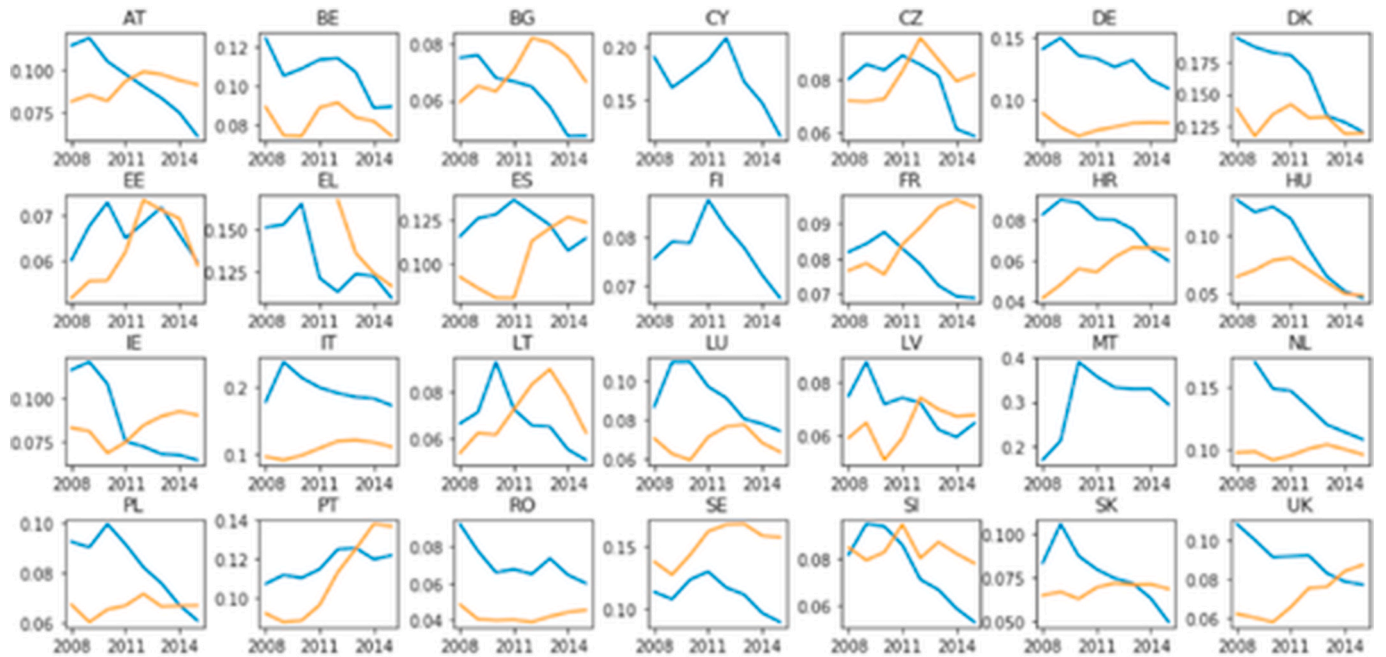 AT BE BG CY CZ DE DK
0.100 0.075 2008 2011 2014
0.12 0.10 0.08 2008 2011 2014
0.08 0.06 2008 2011 2014
0.20 0.15 2008 2011 2014
0.08 0.06 2008 2011 2014
0.15 0.10 2008 2011 2014
0.175 0.150 0.125 2008 2011 2014
EE EL ES FI FR HR HU
0.07 0.06 2008 2011 2014
0.150 0.125 2008 2011 2014
0.125 0.100 2008 2011 2014
0.08 0.07 2008 2011 2014
0.09 0.08 0.07 2008 2011 2014
0.08 0.06 0.04 2008 2011 2014
0.10 0.05 2008 2011 2014
IE IT LT LU LV MT NL
0.100 0.075 2008 2011 2014
0.2 0.1 2008 2011 2014
0.08 0.06 2008 2011 2014
0.10 0.08 0.06 2008 2011 2014
0.08 0.06 2008 2011 2014
0.4 0.3 0.2 2008 2011 2014
0.15 0.10 2008 2011 2014
PL PT RO SE SI SK UK
0.10 0.08 0.06 2008 2011 2014
0.14 0.12 0.10 2008 2011 2014
0.08 0.06 0.04 2008 2011 2014
0.15 0.10 2008 2011 2014
0.08 0.06 2008 2011 2014
0.100 0.075 0.050 2008 2011 2014
0.10 0.08 0.06 2008 2011 2014